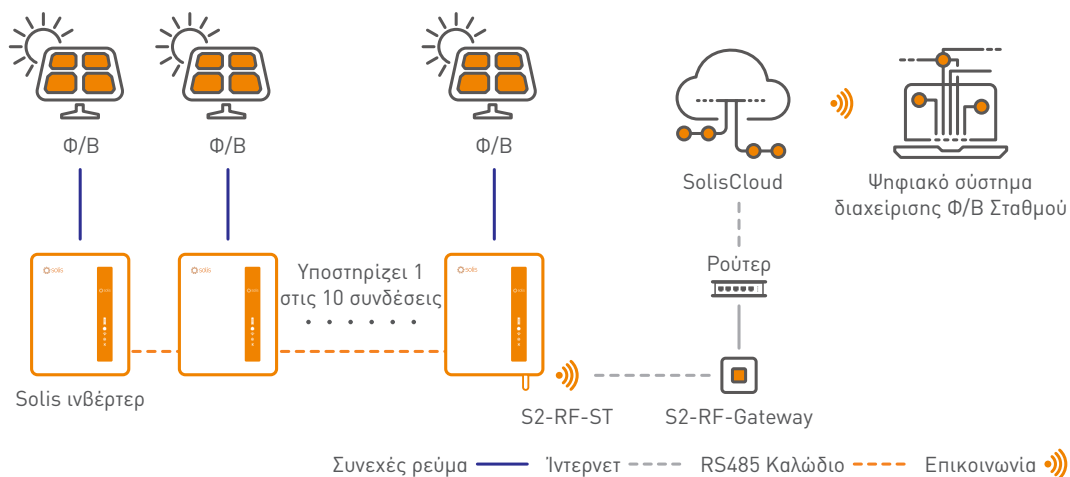 Φ/Β
Φ/Β
Φ/Β
SolisCloud
Ψηφιακό σύστημα
διαχείρισης Φ/Β Σταθμού
solis
solis
solis
Υποστηρίζει 1
στις 10 συνδέσεις
Ρούτερ
Solis ινβέρτερ
S2-RF-ST
S2-RF-Gateway
Συνεχές ρεύμα
Ίντερνετ
RS485 Καλώδιο
Επικοινωνία